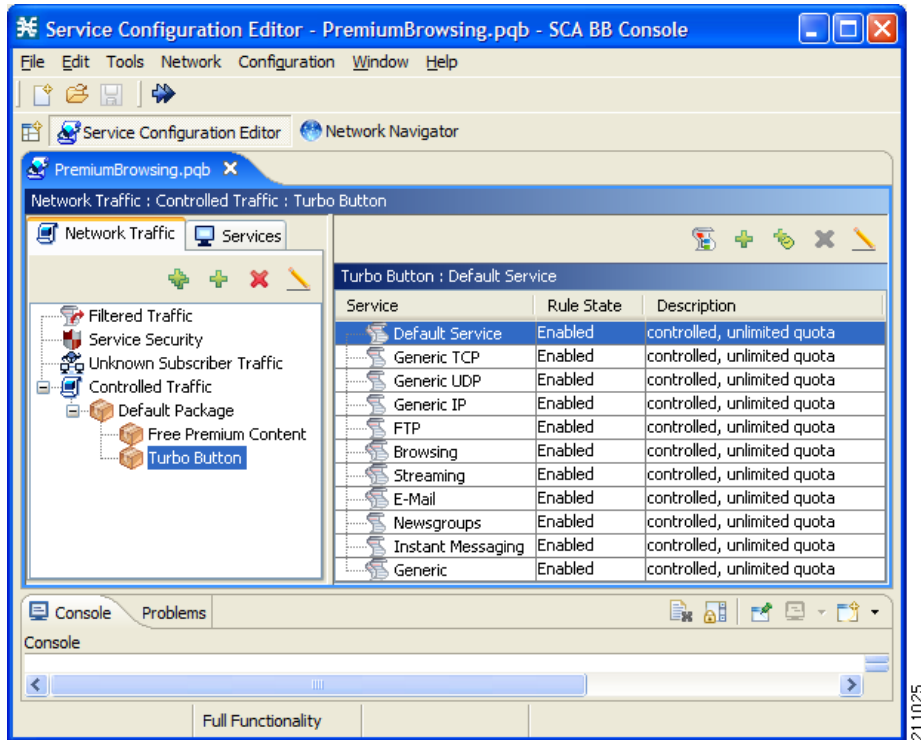 Service Configuration Editor - PremiumBrowsing.pqb - SCA BB Console
File Edit Tools Network Configuration Window Help
Service Configuration Editor Network Navigator
PremiumBrowsing.pqb
Network Traffic : Controlled Traffic : Turbo Button
Network Traffic Services
Filtered Traffic
Service Security
Unknown Subscriber Traffic
Controlled Traffic
Default Package
Free Premium Content
Turbo Button
Turbo Button : Default Service
Service Rule State Description
Default Service Enabled controlled, unlimited quota
Generic TCP Enabled controlled, unlimited quota
Generic UDP Enabled controlled, unlimited quota
Generic IP Enabled controlled, unlimited quota
FTP Enabled controlled, unlimited quota
Browsing Enabled controlled, unlimited quota
Streaming Enabled controlled, unlimited quota
E-Mail Enabled controlled, unlimited quota
Newsgroups Enabled controlled, unlimited quota
Instant Messaging Enabled controlled, unlimited quota
Generic Enabled controlled, unlimited quota
Console Problems
Console
Full Functionality
211025